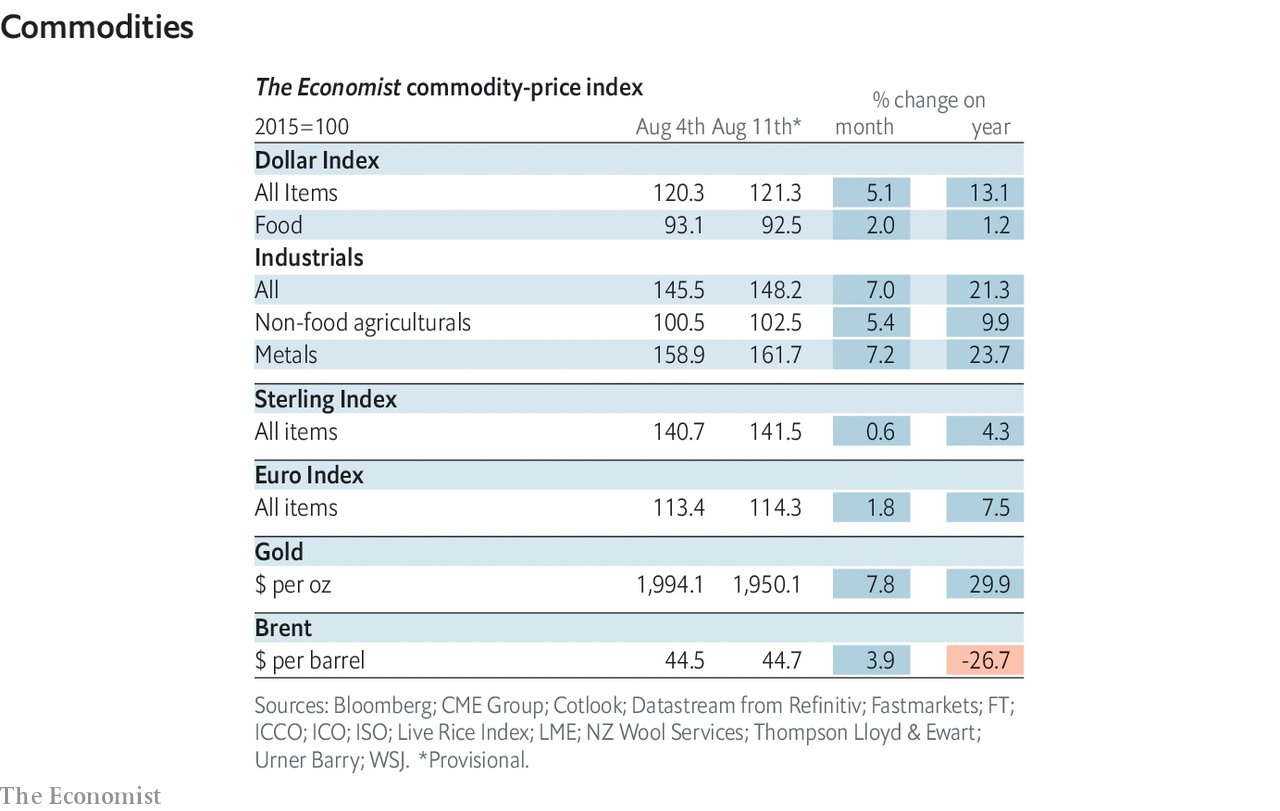 Commodities
The Economist commodity-price index
% change on
2015=100 Aug 4th Aug 11th* month year
Dollar Index
All Items 120.3 121.3 5.1 13.1
Food 93.1 92.5 2.0 1.2
Industrials
All 145.5 148.2 7.0 21.3
Non-food agriculturals 100.5 102.5 5.4 9.9
Metals 158.9 161.7 7.2 23.7
Sterling Index
All items 140.7 141.5 0.6 4.3
Euro Index
All items 113.4 114.3 1.8 7.5
Gold
$ per oz 1,994.1 1,950.1 7.8 29.9
Brent
$ per barrel 44.5 44.7 3.9 -26.7
Sources: Bloomberg; CME Group; Cotlook; Datastream from Refinitiv; Fastmarkets; FT;
ICCO; ICO; ISO; Live Rice Index; LME; NZ Wool Services; Thompson Lloyd & Ewart;
Urner Barry; WSJ. *Provisional.
The Economist